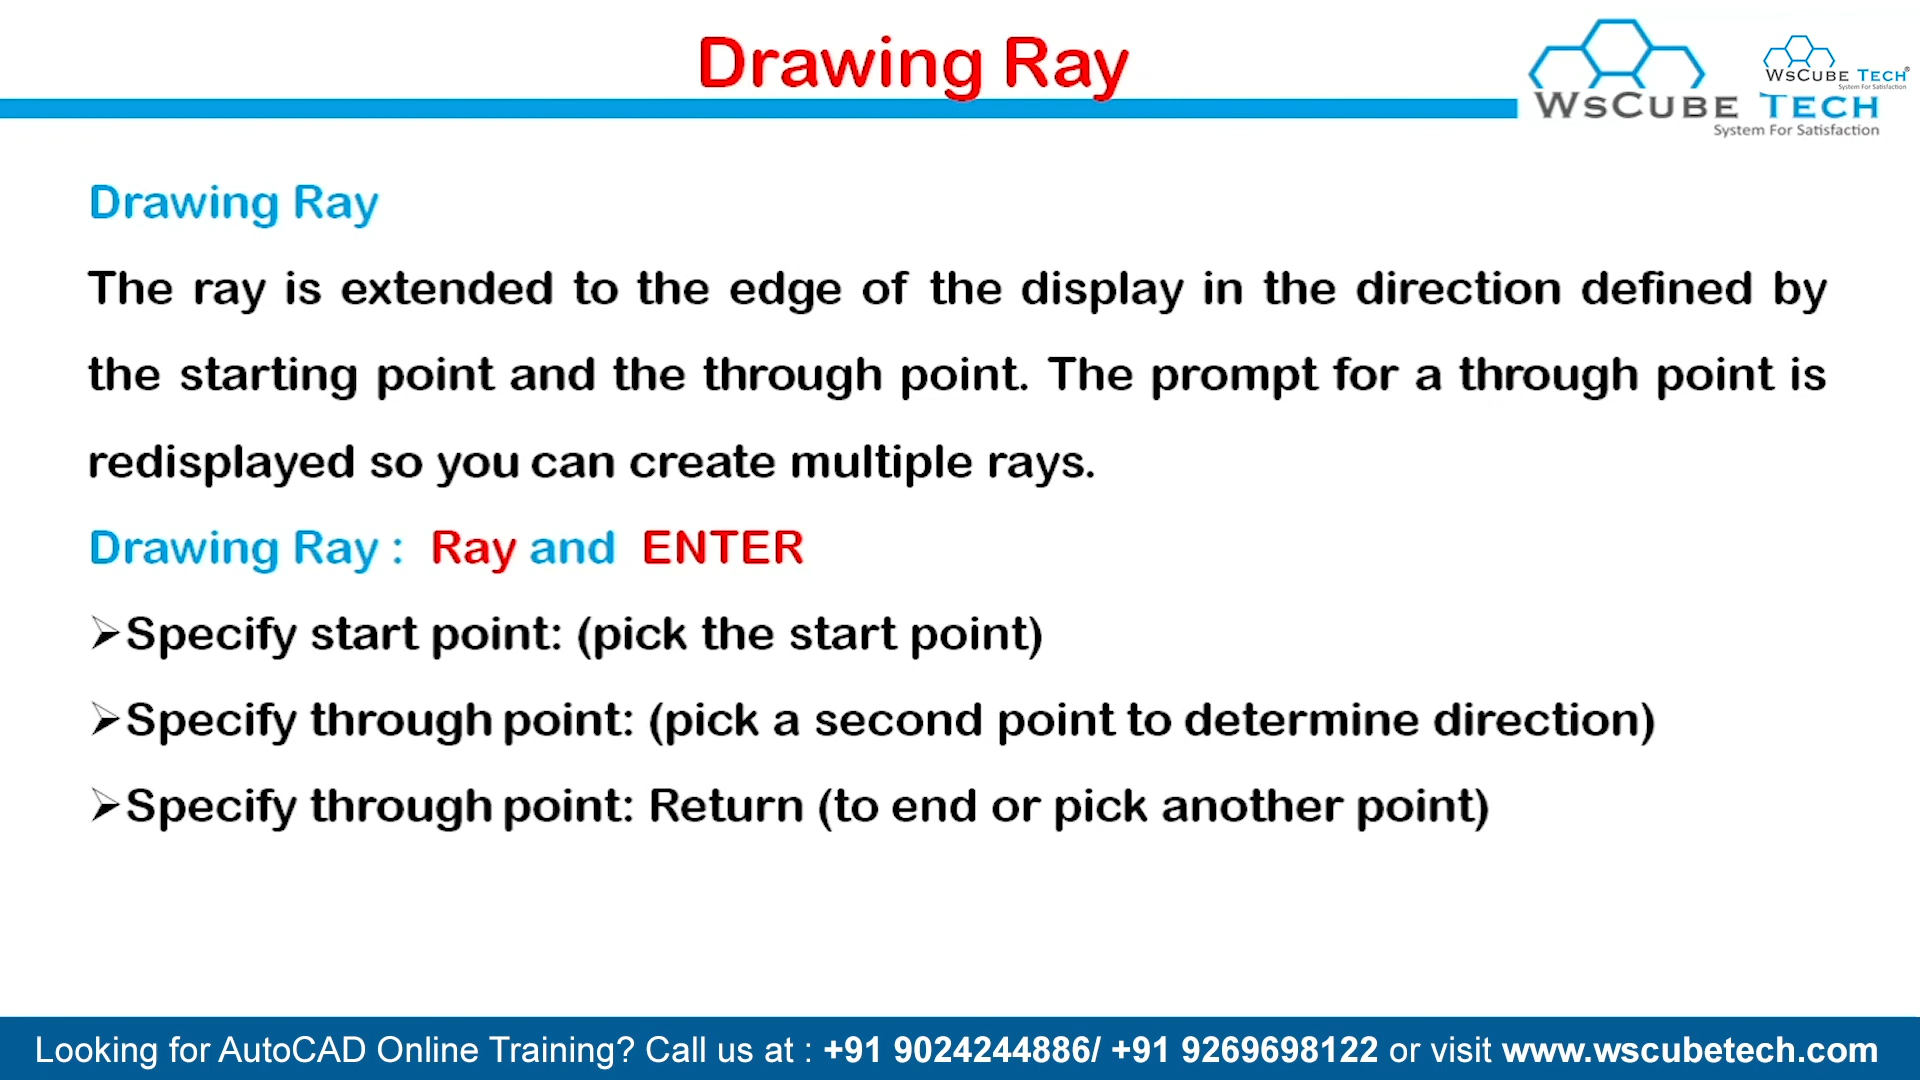 Drawing Ray
WsCube Tech®
System For Satisfaction
WsCube Tech
System For Satisfaction
Drawing Ray
The ray is extended to the edge of the display in the direction defined by
the starting point and the through point. The prompt for a through point is
redisplayed so you can create multiple rays.
Drawing Ray : Ray and ENTER
➢Specify start point: (pick the start point)
➢Specify through point: (pick a second point to determine direction)
➢Specify through point: Return (to end or pick another point)
Looking for AutoCAD Online Training? Call us at : +91 9024244886/ +91 9269698122 or visit www.wscubetech.com